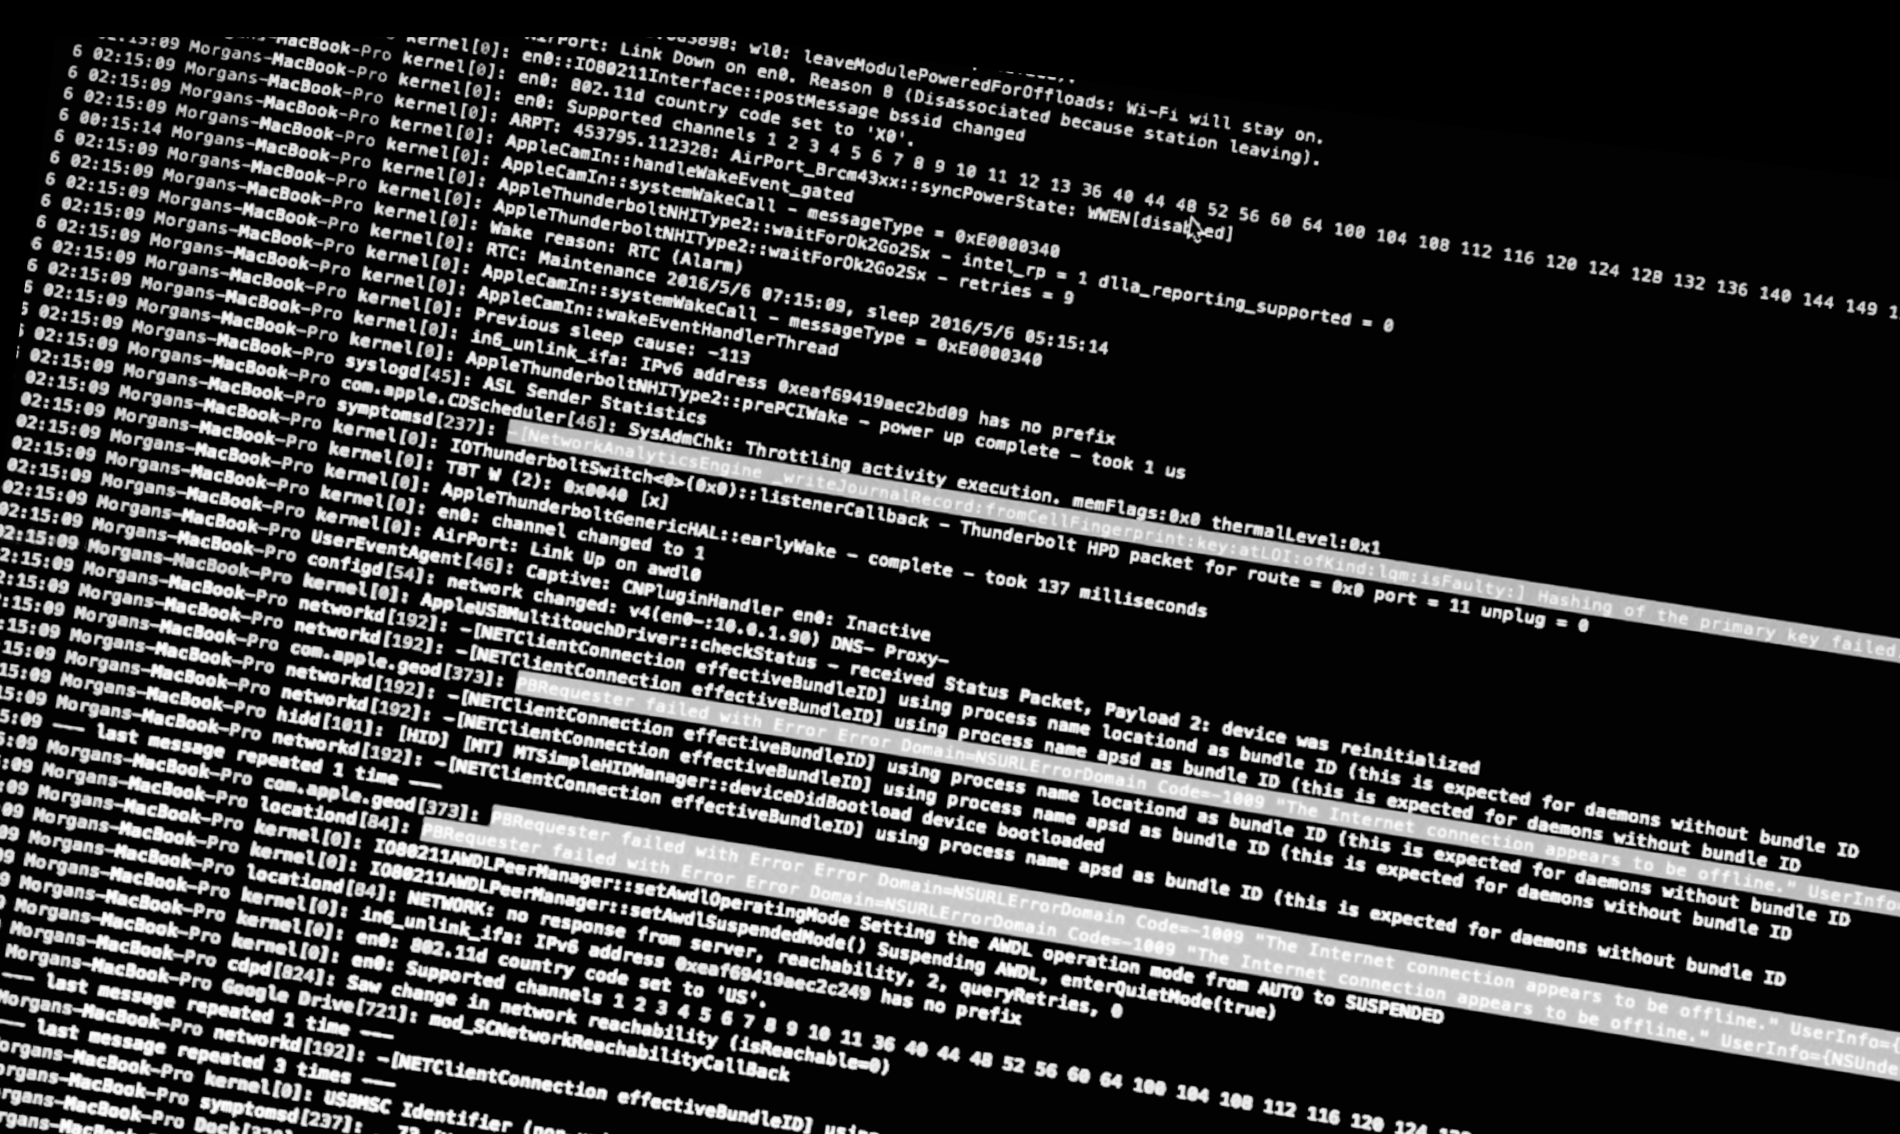 083898: wl0: leaveModulePoweredForOffloads: Wi-Fi will stay on.
AirPort: Link Down on en0. Reason 8 (Disassociated because station leaving).
MacBook-Pro kernel[0]: en0::IO80211Interface::postMessage bssid changed
02:15:09 Morgans-MacBook-Pro kernel[0]: en0: 802.11d country code set to 'X0'.
6 02:15:09 Morgans-MacBook-Pro kernel[0]: en0: Supported channels 1 2 3 4 5 6 7 8 9 10 11 12 13 36 40 44 48 52 56 60 64 100 104 108 112 116 120 124 128 132 136 140 144 149
6 02:15:09 Morgans-MacBook-Pro kernel[0]: ARPT: 453795.112328: AirPort_Brcm43xx::syncPowerState: WWEN[disabled]
6 02:15:09 Morgans-MacBook-Pro kernel[0]: AppleCamIn::handleWakeEvent_gated
6 00:15:14 Morgans-MacBook-Pro kernel[0]: AppleCamIn::systemWakeCall - messageType = 0xE0000340
6 02:15:09 Morgans-MacBook-Pro kernel[0]: AppleThunderboltNHIType2::waitForOk2Go2Sx - intel_rp = 1 dlla_reporting_supported = 0
6 02:15:09 Morgans-MacBook-Pro kernel[0]: AppleThunderboltNHIType2::waitForOk2Go2Sx - retries = 9
6 02:15:09 Morgans-MacBook-Pro kernel[0]: Wake reason: RTC (Alarm)
6 02:15:09 Morgans-MacBook-Pro kernel[0]: RTC: Maintenance 2016/5/6 07:15:09, sleep 2016/5/6 05:15:14
6 02:15:09 Morgans-MacBook-Pro kernel[0]: AppleCamIn::systemWakeCall - messageType = 0xE0000340
6 02:15:09 Morgans-MacBook-Pro kernel[0]: AppleCamIn::wakeEventHandlerThread
6 02:15:09 Morgans-MacBook-Pro kernel[0]: Previous sleep cause: -113
6 02:15:09 Morgans-MacBook-Pro kernel[0]: in6_unlink_ifa: IPv6 address 0xeaf69419aec2bd09 has no prefix
6 02:15:09 Morgans-MacBook-Pro kernel[0]: AppleThunderboltNHIType2::prePCIWake - power up complete - took 1 us
02:15:09 Morgans-MacBook-Pro syslogd[45]: ASL Sender Statistics
02:15:09 Morgans-MacBook-Pro com.apple.CDScheduler[46]: SysAdmChk: Throttling activity execution. memFlags:0x0 thermalLevel:0x1
02:15:09 Morgans-MacBook-Pro symptomsd[237]: -[NetworkAnalyticsEngine _writeJournalRecord:fromCellFingerprint:key:atLOI:ofKind:lqm:isFaulty:] Hashing of the primary key failed
02:15:09 Morgans-MacBook-Pro kernel[0]: IOThunderboltSwitch<0>(0x0)::listenerCallback - Thunderbolt HPD packet for route = 0x0 port = 11 unplug = 0
02:15:09 Morgans-MacBook-Pro kernel[0]: TBT W (2): 0x0040 [x]
02:15:09 Morgans-MacBook-Pro kernel[0]: AppleThunderboltGenericHAL::earlyWake - complete - took 137 milliseconds
02:15:09 Morgans-MacBook-Pro kernel[0]: en0: channel changed to 1
02:15:09 Morgans-MacBook-Pro kernel[0]: AirPort: Link Up on awdl0
02:15:09 Morgans-MacBook-Pro UserEventAgent[46]: Captive: CNPluginHandler en0: Inactive
02:15:09 Morgans-MacBook-Pro configd[54]: network changed: v4(en0-:10.0.1.90) DNS- Proxy-
2:15:09 Morgans-MacBook-Pro kernel[0]: AppleUSBMultitouchDriver::checkStatus - received Status Packet, Payload 2: device was reinitialized
:15:09 Morgans-MacBook-Pro networkd[192]: -[NETClientConnection effectiveBundleID] using process name locationd as bundle ID (this is expected for daemons without bundle ID
:15:09 Morgans-MacBook-Pro networkd[192]: -[NETClientConnection effectiveBundleID] using process name apsd as bundle ID (this is expected for daemons without bundle ID
15:09 Morgans-MacBook-Pro com.apple.geod[373]: PBRequester failed with Error Error Domain=NSURLErrorDomain Code=-1009 "The Internet connection appears to be offline." UserInfo=
15:09 Morgans-MacBook-Pro networkd[192]: -[NETClientConnection effectiveBundleID] using process name locationd as bundle ID (this is expected for daemons without bundle ID
15:09 Morgans-MacBook-Pro networkd[192]: -[NETClientConnection effectiveBundleID] using process name apsd as bundle ID (this is expected for daemons without bundle ID
5:09 Morgans-MacBook-Pro hidd[101]: [HID] [MT] MTSimpleHIDManager::deviceDidBootload device bootloaded
5:09 Morgans-MacBook-Pro networkd[192]: -[NETClientConnection effectiveBundleID] using process name apsd as bundle ID (this is expected for daemons without bundle ID
5:09 --- last message repeated 1 time ---
5:09 Morgans-MacBook-Pro com.apple.geod[373]: PBRequester failed with Error Error Domain=NSURLErrorDomain Code=-1009 "The Internet connection appears to be offline." UserInfo={
:09 Morgans-MacBook-Pro locationd[84]: PBRequester failed with Error Error Domain=NSURLErrorDomain Code=-1009 "The Internet connection appears to be offline." UserInfo={NSUnde
:09 Morgans-MacBook-Pro kernel[0]: IO80211AWDLPeerManager::setAwdlOperatingMode Setting the AWDL operation mode from AUTO to SUSPENDED
09 Morgans-MacBook-Pro kernel[0]: IO80211AWDLPeerManager::setAwdlSuspendedMode() Suspending AWDL, enterQuietMode(true)
09 Morgans-MacBook-Pro locationd[84]: NETWORK: no response from server, reachability, 2, queryRetries, 0
9 Morgans-MacBook-Pro kernel[0]: in6_unlink_ifa: IPv6 address 0xeaf69419aec2c249 has no prefix
9 Morgans-MacBook-Pro kernel[0]: en0: 802.11d country code set to 'US'.
Morgans-MacBook-Pro kernel[0]: en0: Supported channels 1 2 3 4 5 6 7 8 9 10 11 36 40 44 48 52 56 60 64 100 104 108 112 116 120 124
Morgans-MacBook-Pro cdpd[824]: Saw change in network reachability (isReachable=0)
Morgans-MacBook-Pro Google Drive[721]: mod_SCNetworkReachabilityCallBack
--- last message repeated 1 time ---
Morgans-MacBook-Pro networkd[192]: -[NETClientConnection effectiveBundleID]
--- last message repeated 3 times ---
organs-MacBook-Pro kernel[0]: USBMSC Identifier
organs-MacBook-Pro symptomsd[237]:
rgans-MacBook-Pro